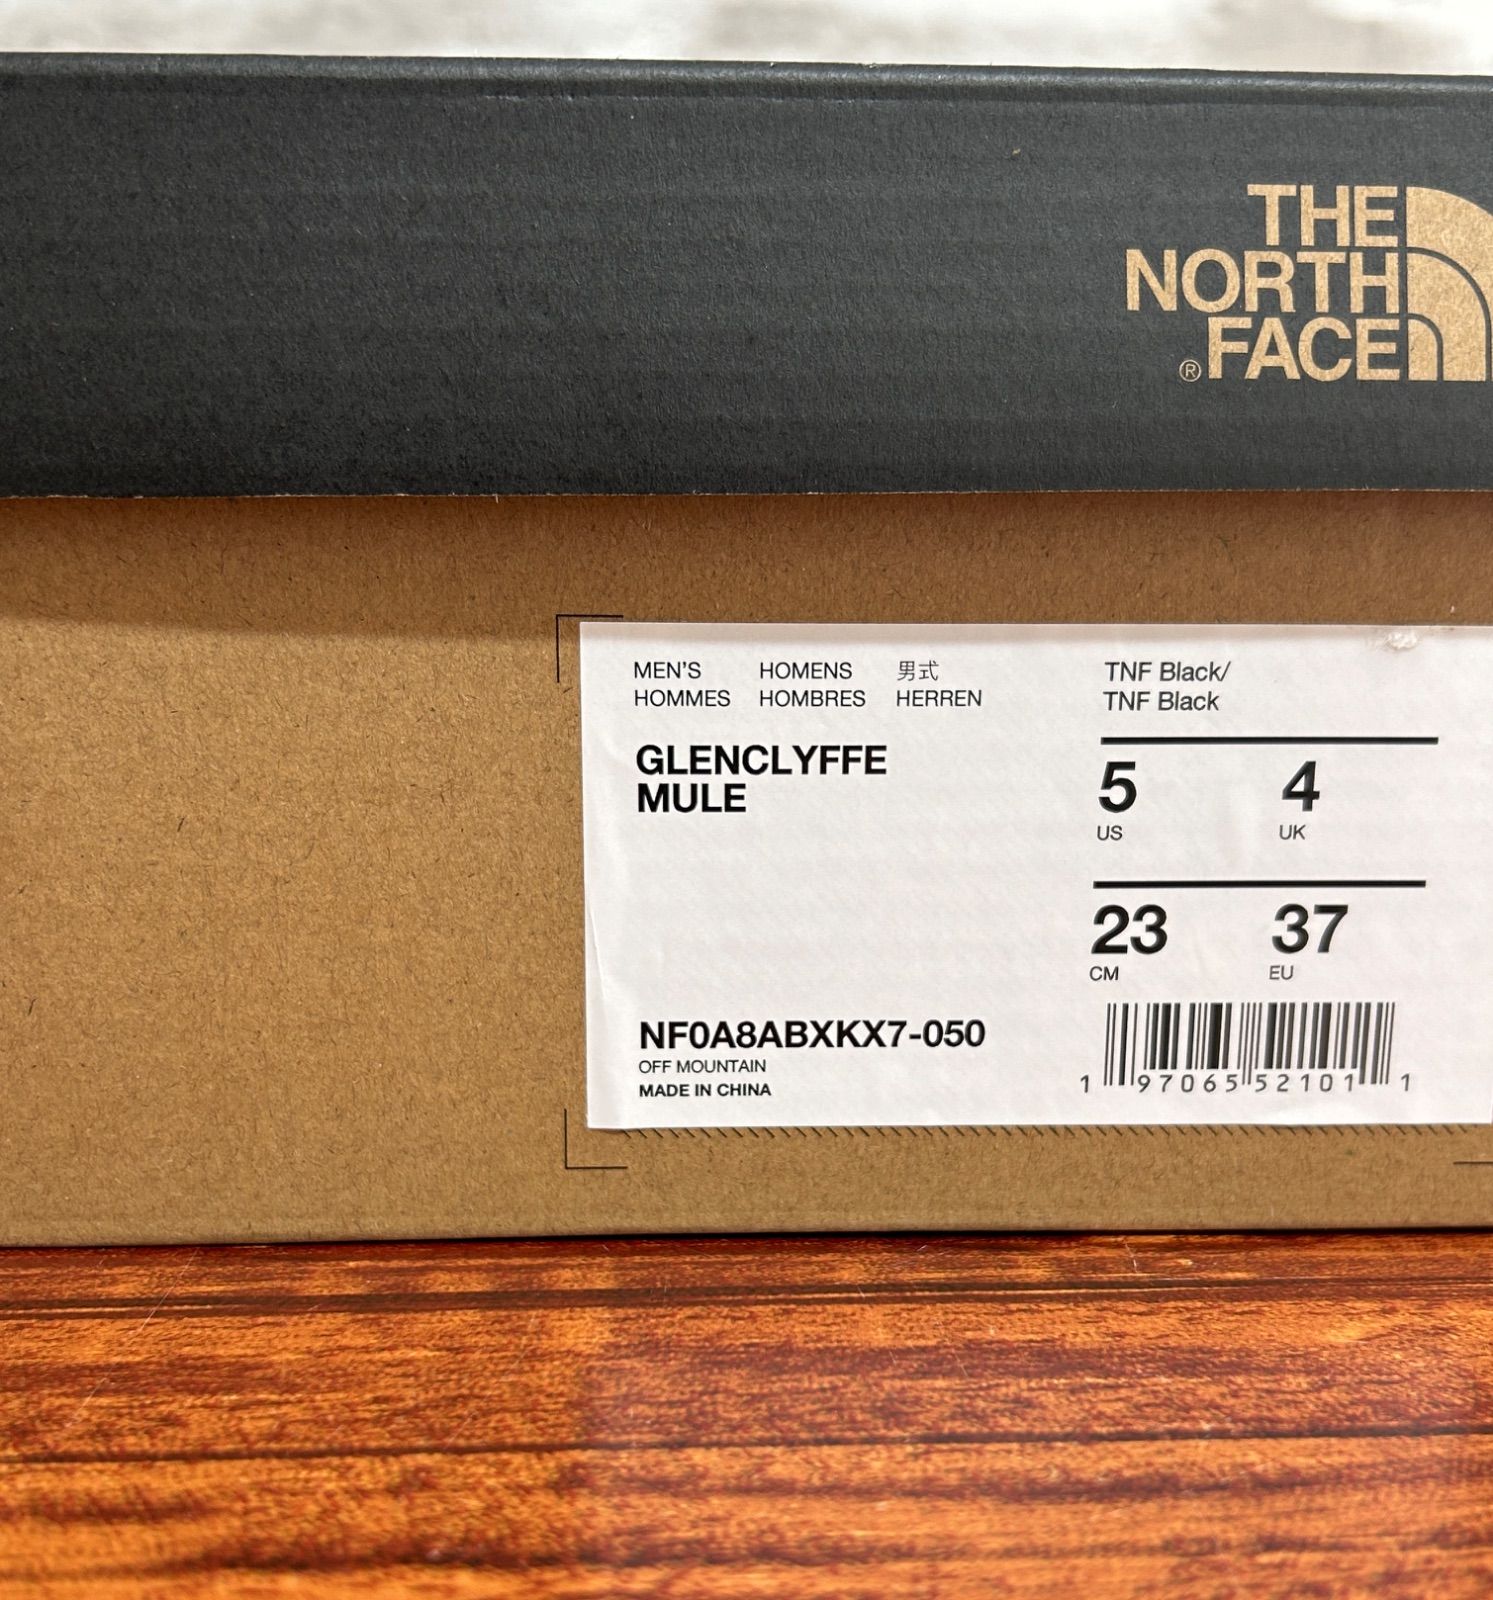 THE
NORTH
® FACE
MEN'S HOMENS 男式
HOMMES HOMBRES HERREN
GLENCLYFFE
MULE
NF0A8ABXKX7-050
OFF MOUNTAIN
MADE IN CHINA
TNF Black/
TNF Black
5 4
US UK
23 37
CM EU
1 97065 52101 1